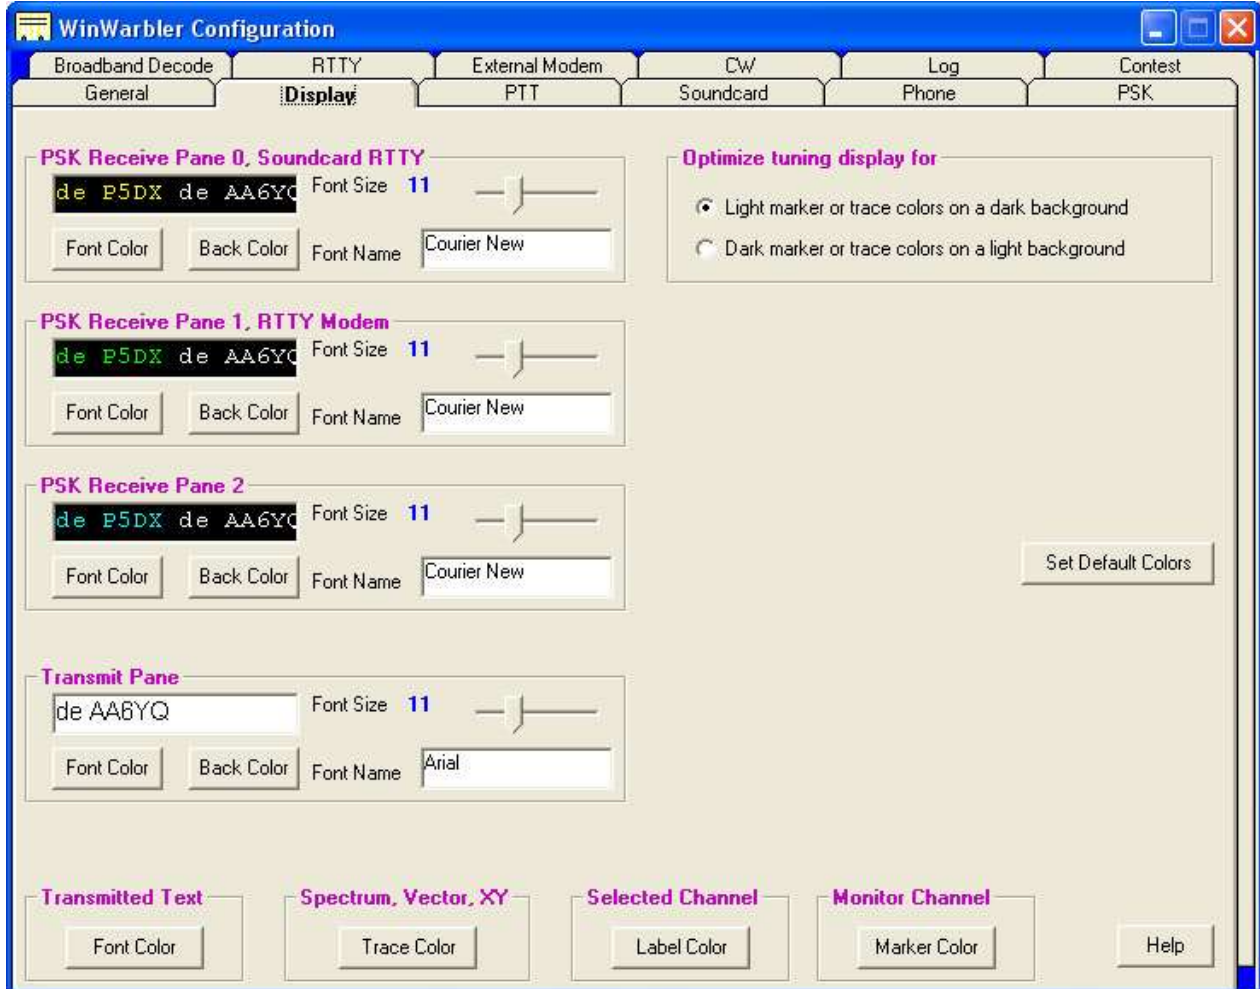 WinWarbler Configuration
Broadband Decode RTTY External Modem CW Log Contest
General Display PTT Soundcard Phone PSK
PSK Receive Pane 0, Soundcard RTTY
de P5DX de AA6YQ Font Size 11
Font Color Back Color Font Name Courier New
Optimize tuning display for
Light marker or trace colors on a dark background
Dark marker or trace colors on a light background
PSK Receive Pane 1, RTTY Modem
de P5DX de AA6YQ Font Size 11
Font Color Back Color Font Name Courier New
PSK Receive Pane 2
de P5DX de AA6YQ Font Size 11
Font Color Back Color Font Name Courier New
Set Default Colors
Transmit Pane
de AA6YQ Font Size 11
Font Color Back Color Font Name Arial
Transmitted Text Spectrum, Vector, XY Selected Channel Monitor Channel
Font Color Trace Color Label Color Marker Color Help